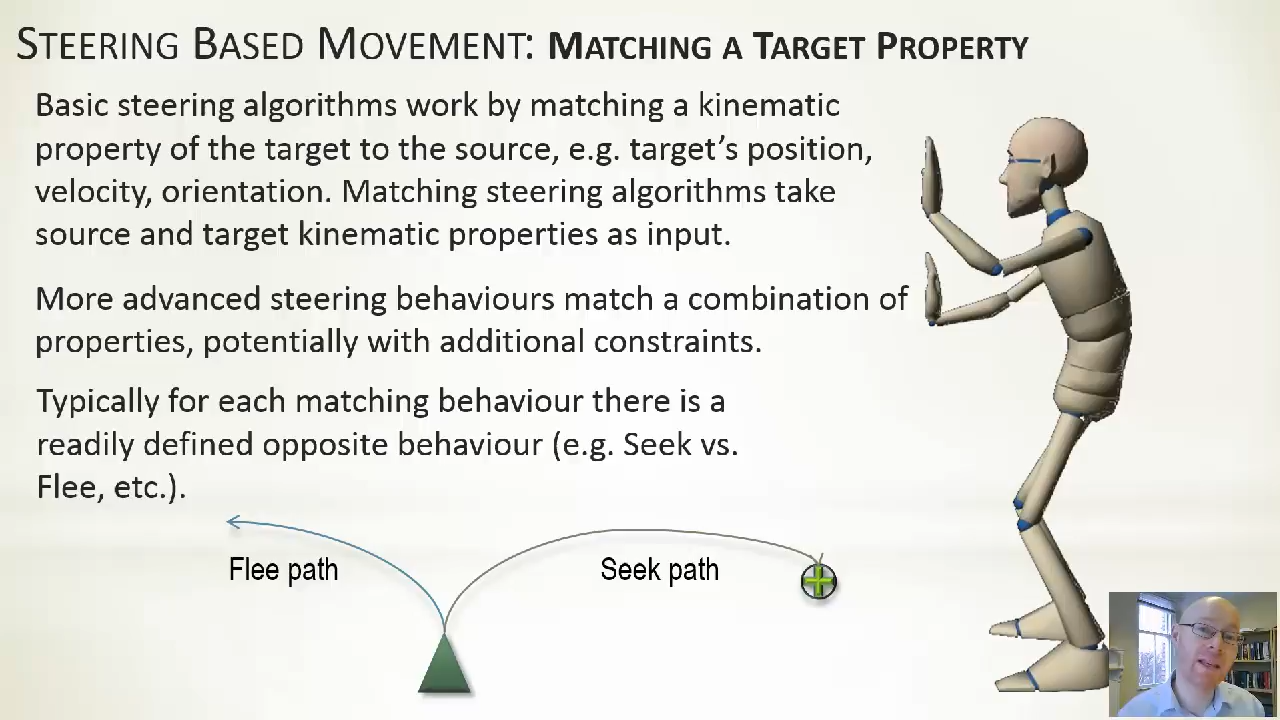 STEERING BASED MOVEMENT: MATCHING A TARGET PROPERTY
Basic steering algorithms work by matching a kinematic
property of the target to the source, e.g. target’s position,
velocity, orientation. Matching steering algorithms take
source and target kinematic properties as input.
More advanced steering behaviours match a combination of
properties, potentially with additional constraints.
Typically for each matching behaviour there is a
readily defined opposite behaviour (e.g. Seek vs.
Flee, etc.).
Flee path
Seek path